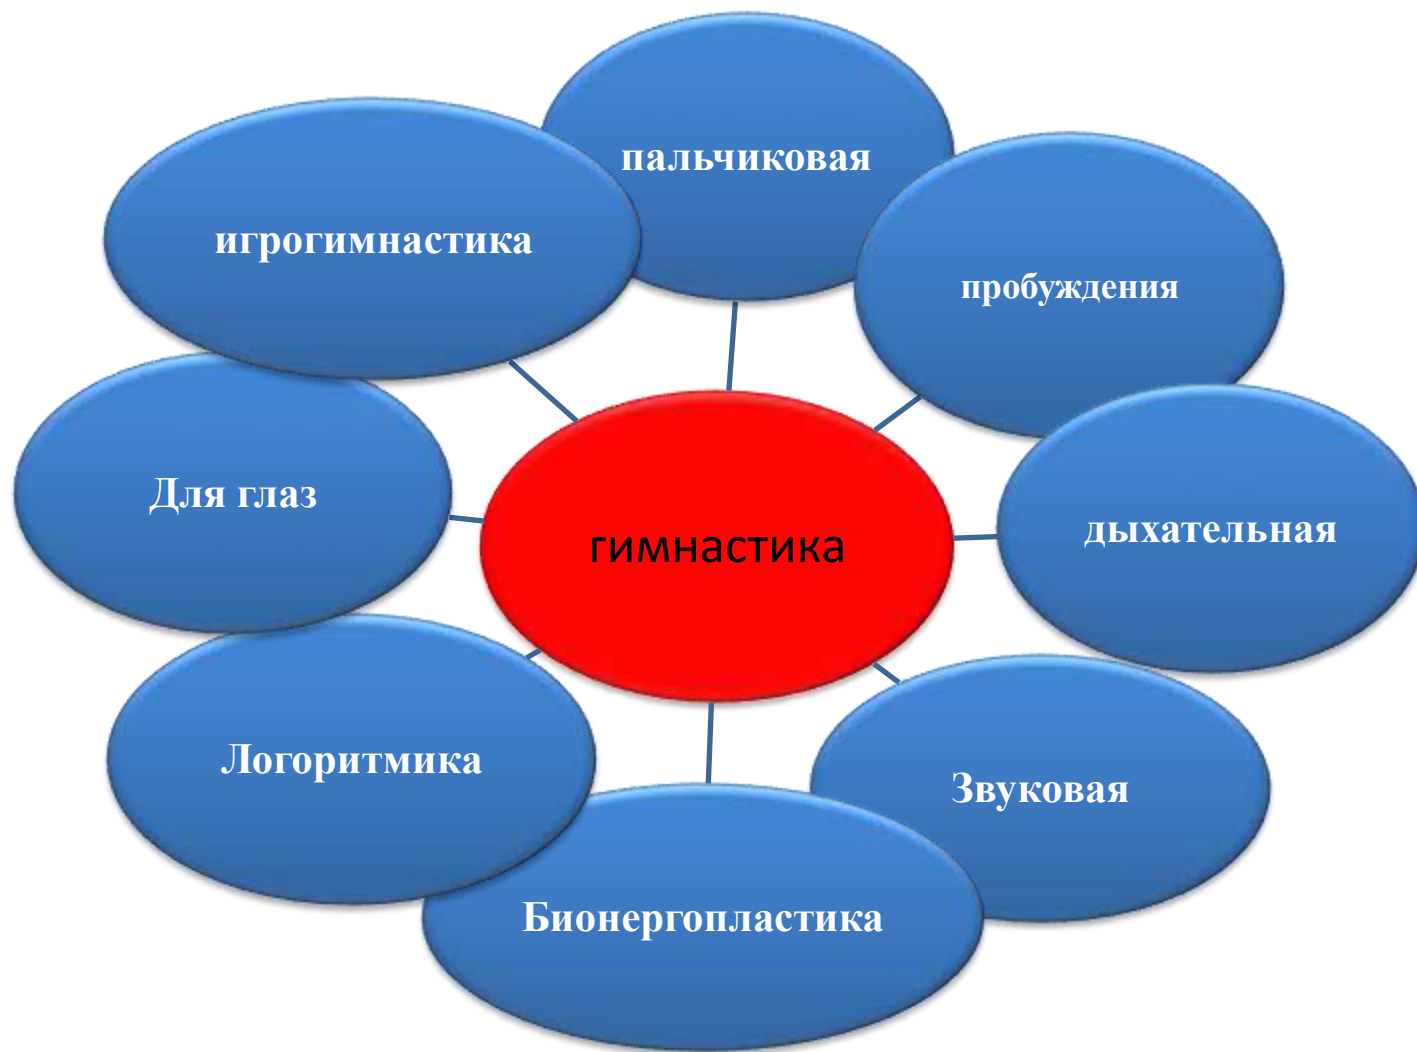 пальчиковая
игрогимнастика
пробуждения
Для глаз
дыхательная
гимнастика
Логоритмика
Звуковая
Бионергопластика